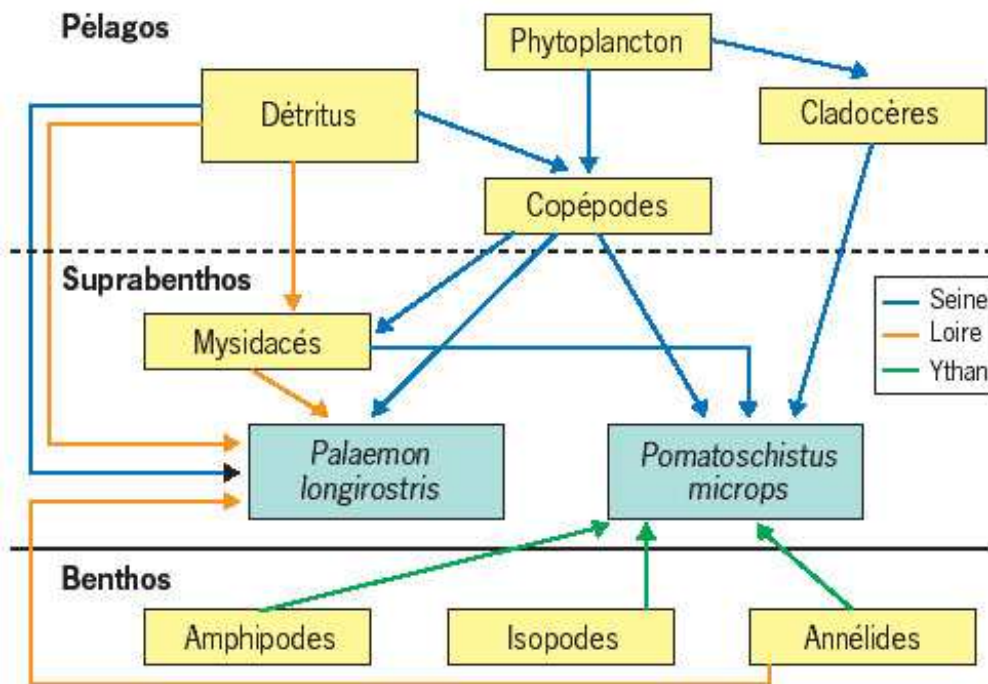 Pélagos
Phytoplancton
Détritus
Cladocères
Copépodes
Suprabenthos
Seine
Loire
Ythan
Mysidacés
Palaemon
longirostris
Pomatoschistus
microps
Benthos
Amphipodes
Isopodes
Annélides